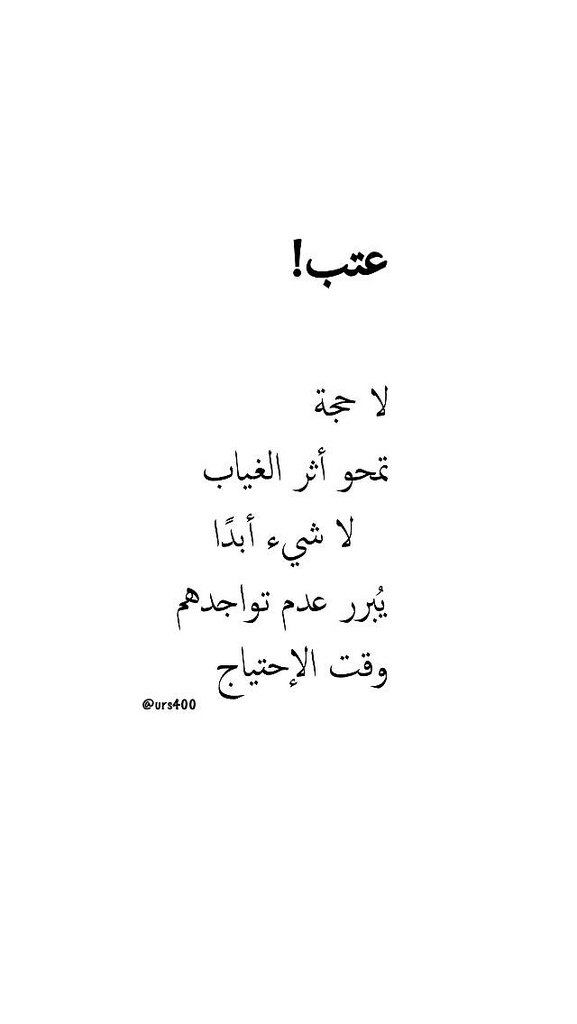 عتب!
لا حجة
تمحو أثر الغياب
لا شيء أبدًا
يُبرر عدم تواجدهم
وقت الإحتياج
@urs400